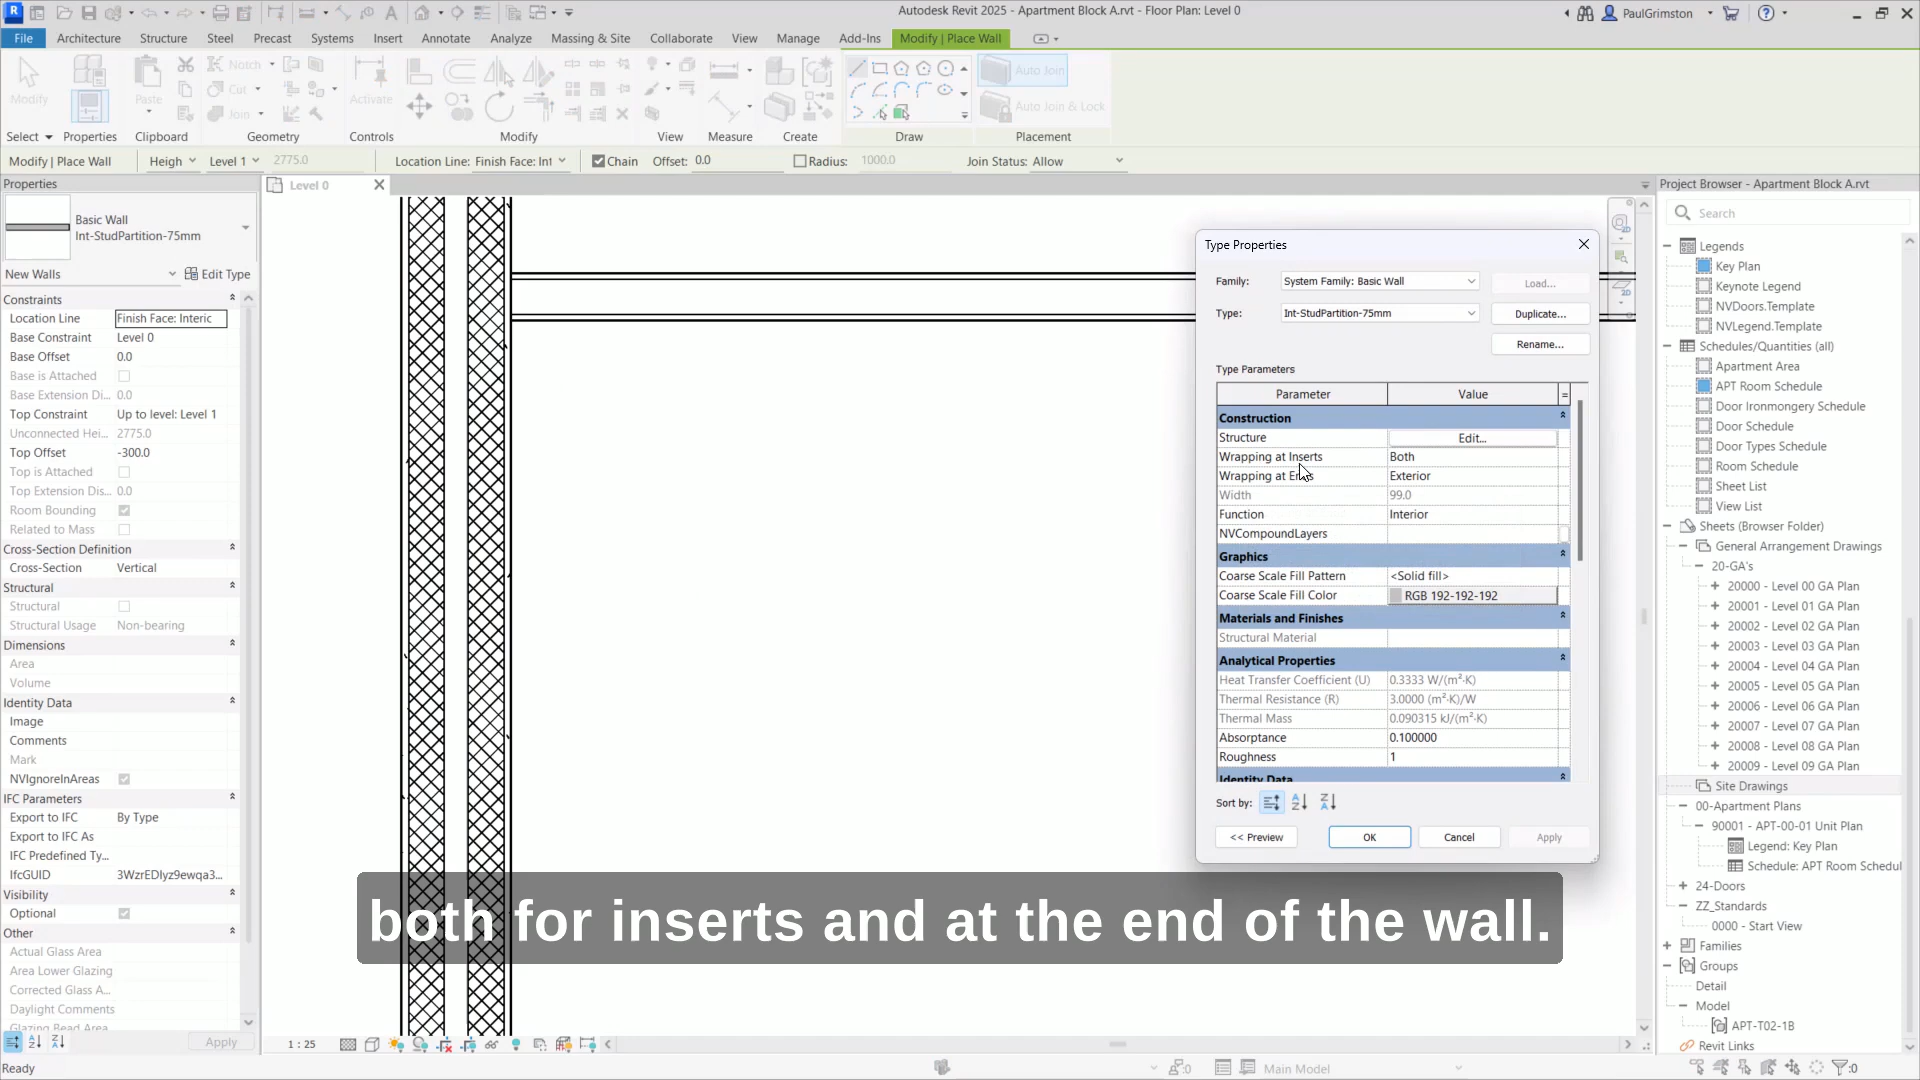 Autodesk Revit 2025 - Apartment Block A.rvt - Floor Plan: Level 0
PaulGrimston
File Architecture Structure Steel Precast Systems Insert Annotate Analyze Massing & Site Collaborate View Manage Add-Ins Modify | Place Wall
Modify
Paste
Notch
Cut
Join
Activate
Auto Join
Auto Join & Lock
Select Properties Clipboard Geometry Controls Modify View Measure Create Draw Placement
Modify | Place Wall Heigh Level 1 2775.0 Location Line: Finish Face: Int Chain Offset: 0.0 Radius: 1000.0 Join Status: Allow
Properties
Basic Wall
Int-StudPartition-75mm
New Walls Edit Type
Constraints
Location Line Finish Face: Interic
Base Constraint Level 0
Base Offset 0.0
Base is Attached
Base Extension Di... 0.0
Top Constraint Up to level: Level 1
Unconnected Hei... 2775.0
Top Offset -300.0
Top is Attached
Top Extension Dis... 0.0
Room Bounding
Related to Mass
Cross-Section Definition
Cross-Section Vertical
Structural
Structural
Structural Usage Non-bearing
Dimensions
Area
Volume
Identity Data
Image
Comments
Mark
NVIgnoreInAreas
IFC Parameters
Export to IFC By Type
Export to IFC As
IFC Predefined Ty...
IfcGUID 3WzrEDlyz9ewqa3...
Visibility
Optional
Other
Actual Glass Area
Area Lower Glazing
Corrected Glass A...
Daylight Comments
Glazing Bead Area
Apply
Level 0
Type Properties
Family: System Family: Basic Wall Load...
Type: Int-StudPartition-75mm Duplicate...
Rename...
Type Parameters
Parameter Value =
Construction
Structure Edit...
Wrapping at Inserts Both
Wrapping at Ends Exterior
Width 99.0
Function Interior
NVCompoundLayers
Graphics
Coarse Scale Fill Pattern <Solid fill>
Coarse Scale Fill Color RGB 192-192-192
Materials and Finishes
Structural Material
Analytical Properties
Heat Transfer Coefficient (U) 0.3333 W/(m²·K)
Thermal Resistance (R) 3.0000 (m²·K)/W
Thermal Mass 0.090315 kJ/(m²·K)
Absorptance 0.100000
Roughness 1
Identity Data
Sort by:
<< Preview OK Cancel Apply
both for inserts and at the end of the wall.
Project Browser - Apartment Block A.rvt
Search
Legends
Key Plan
Keynote Legend
NVDoors.Template
NVLegend.Template
Schedules/Quantities (all)
Apartment Area
APT Room Schedule
Door Ironmongery Schedule
Door Schedule
Door Types Schedule
Room Schedule
Sheet List
View List
Sheets (Browser Folder)
General Arrangement Drawings
20-GA's
20000 - Level 00 GA Plan
20001 - Level 01 GA Plan
20002 - Level 02 GA Plan
20003 - Level 03 GA Plan
20004 - Level 04 GA Plan
20005 - Level 05 GA Plan
20006 - Level 06 GA Plan
20007 - Level 07 GA Plan
20008 - Level 08 GA Plan
20009 - Level 09 GA Plan
Site Drawings
00-Apartment Plans
90001 - APT-00-01 Unit Plan
Legend: Key Plan
Schedule: APT Room Schedul
24-Doors
ZZ_Standards
0000 - Start View
Families
Groups
Detail
Model
APT-T02-1B
Revit Links
1 : 25
Ready
:0
Main Model
:0